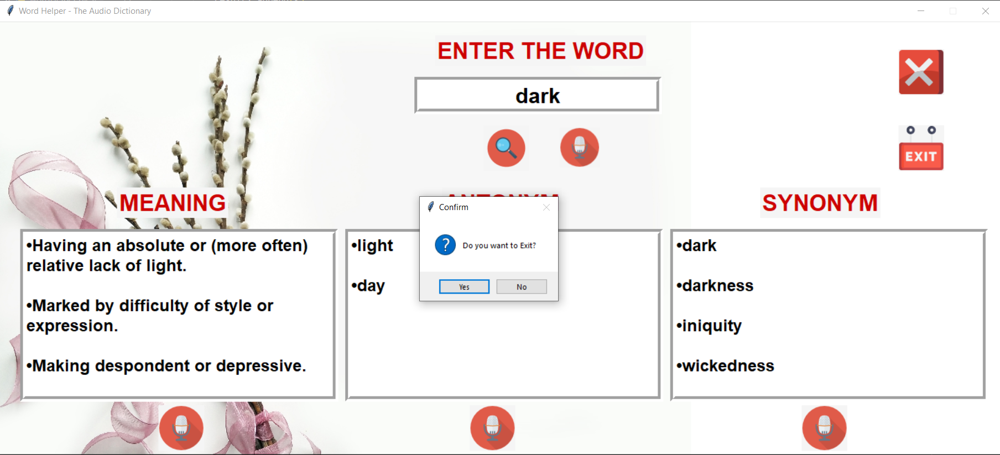 Word Helper - The Audio Dictionary
ENTER THE WORD
dark
EXIT
MEANING
ANTONYM
SYNONYM
•Having an absolute or (more often)
relative lack of light.
•Marked by difficulty of style or
expression.
•Making despondent or depressive.
•light
•day
Confirm
Do you want to Exit?
Yes
No
•dark
•darkness
•iniquity
•wickedness